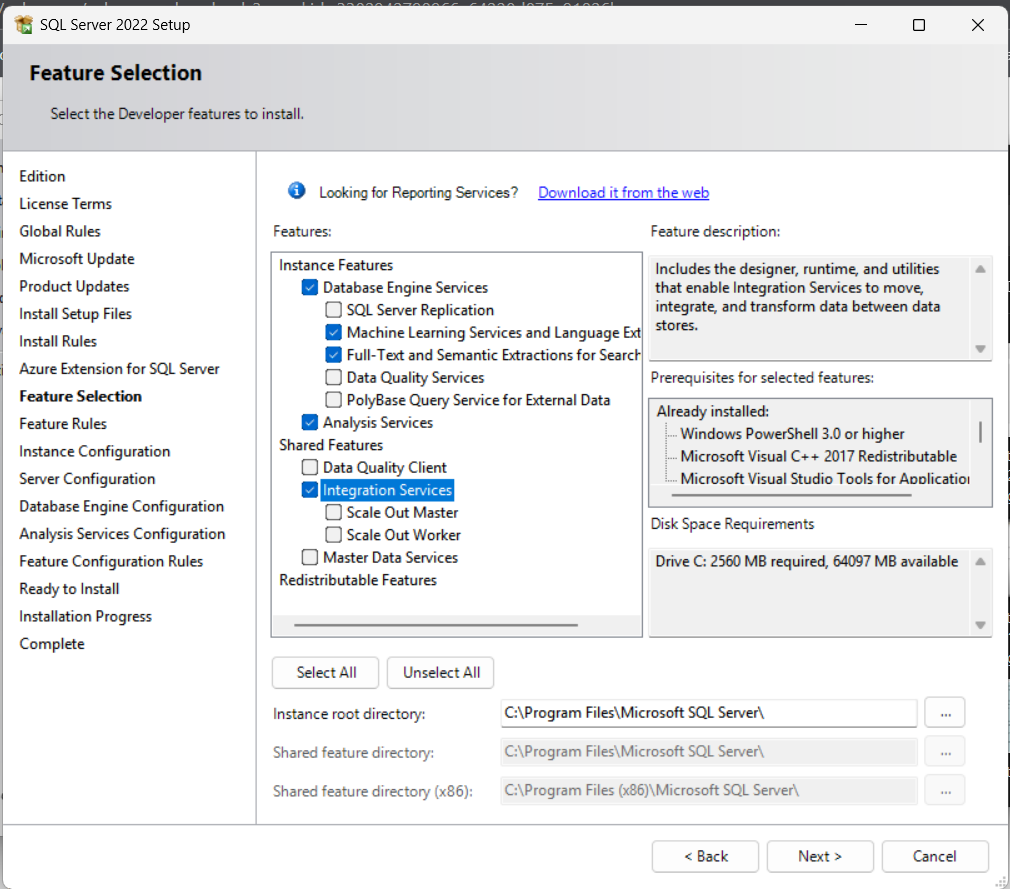 SQL Server 2022 Setup
Feature Selection
Select the Developer features to install.
Edition
License Terms
Global Rules
Microsoft Update
Product Updates
Install Setup Files
Install Rules
Azure Extension for SQL Server
Feature Selection
Feature Rules
Instance Configuration
Server Configuration
Database Engine Configuration
Analysis Services Configuration
Feature Configuration Rules
Ready to Install
Installation Progress
Complete
Looking for Reporting Services? Download it from the web
Features:
Instance Features
Database Engine Services
SQL Server Replication
Machine Learning Services and Language Ext
Full-Text and Semantic Extractions for Search
Data Quality Services
PolyBase Query Service for External Data
Analysis Services
Shared Features
Data Quality Client
Integration Services
Scale Out Master
Scale Out Worker
Master Data Services
Redistributable Features
Feature description:
Includes the designer, runtime, and utilities
that enable Integration Services to move,
integrate, and transform data between data
stores.
Prerequisites for selected features:
Already installed:
Windows PowerShell 3.0 or higher
Microsoft Visual C++ 2017 Redistributable
Microsoft Visual Studio Tools for Application
Disk Space Requirements
Drive C: 2560 MB required, 64097 MB available
Select All
Unselect All
Instance root directory: C:\Program Files\Microsoft SQL Server\ ...
Shared feature directory: C:\Program Files\Microsoft SQL Server\ ...
Shared feature directory (x86): C:\Program Files (x86)\Microsoft SQL Server\ ...
< Back
Next >
Cancel